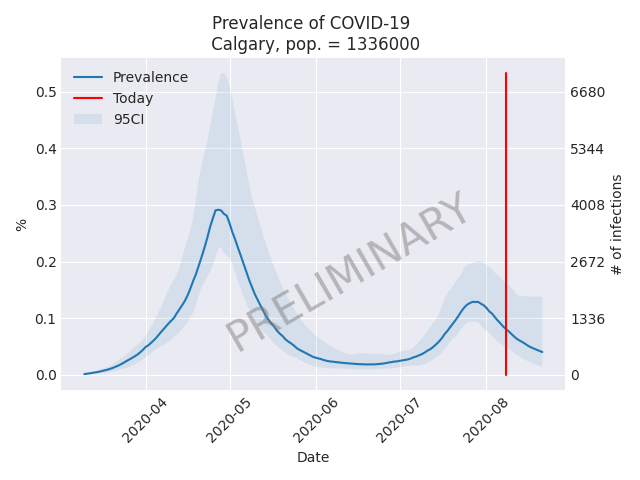 Prevalence of COVID-19
Calgary, pop. = 1336000
Prevalence
Today
95CI
0.5
0.4
0.3
0.2
0.1
0.0
%
6680
5344
4008
2672
1336
0
# of infections
PRELIMINARY
2020-04
2020-05
2020-06
2020-07
2020-08
Date